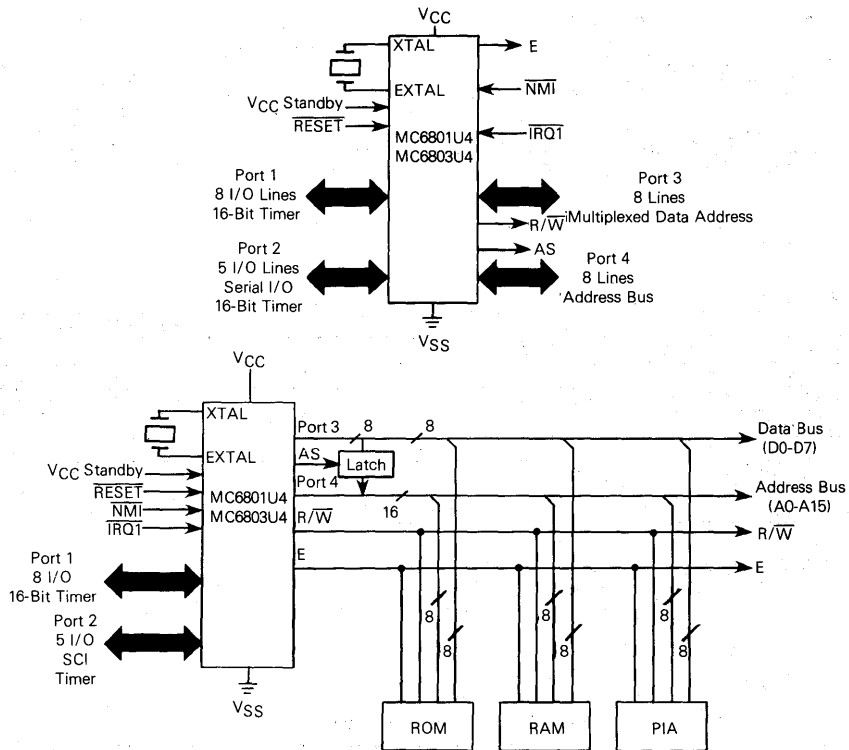 VCC
XTAL
E
EXTAL
NMI
VCC Standby
RESET
IRQ1
MC6801U4
MC6803U4
Port 1
8 I/O Lines
16-Bit Timer
Port 3
8 Lines
Multiplexed Data Address
R/W
AS
Port 2
5 I/O Lines
Serial I/O
16-Bit Timer
Port 4
8 Lines
Address Bus
VSS
VCC
XTAL
EXTAL
Port 3
8
8
Data Bus
(D0-D7)
AS
Latch
VCC Standby
RESET
NMI
IRQ1
MC6801U4
MC6803U4
Port 4
16
Address Bus
(A0-A15)
R/W
R/W
E
E
Port 1
8 I/O
16-Bit Timer
Port 2
5 I/O
SCI
Timer
8
8
8
8
8
8
VSS
ROM
RAM
PIA